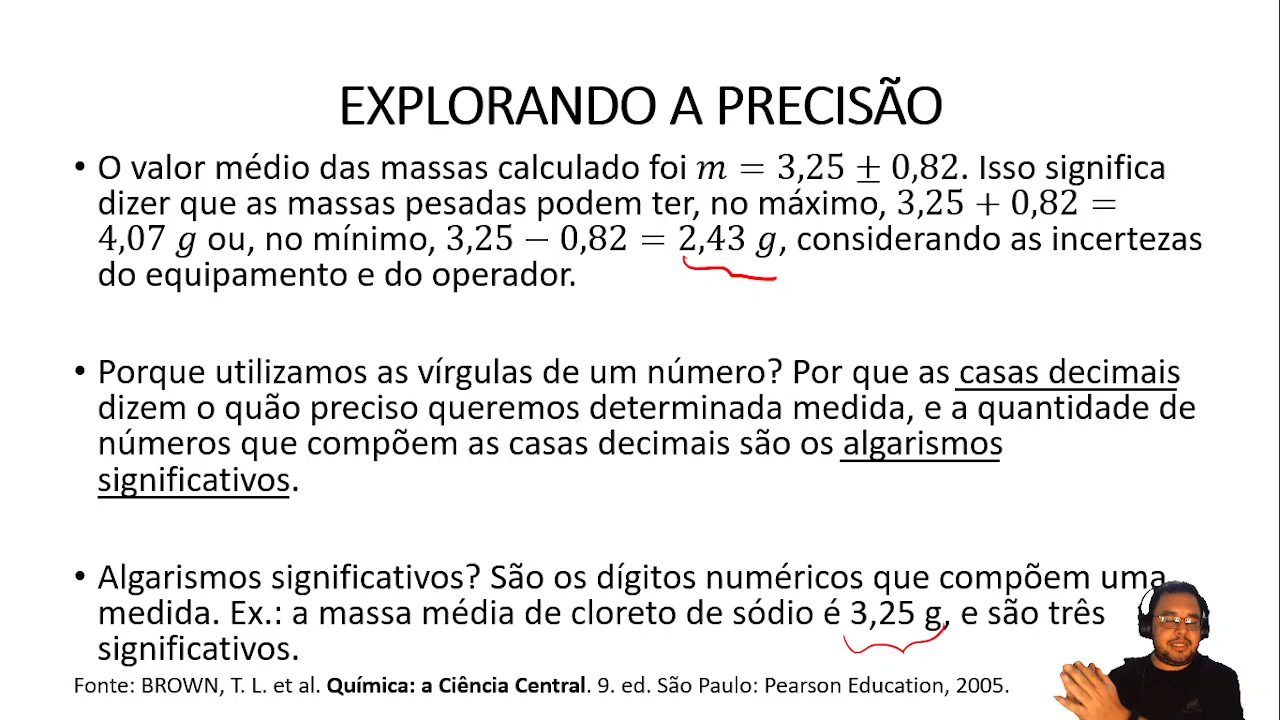 EXPLORANDO A PRECISÃO
• O valor médio das massas calculado foi m = 3,25 ± 0,82. Isso significa
dizer que as massas pesadas podem ter, no máximo, 3,25 + 0,82 =
4,07 g ou, no mínimo, 3,25 − 0,82 = 2,43 g, considerando as incertezas
do equipamento e do operador.
• Porque utilizamos as vírgulas de um número? Por que as casas decimais
dizem o quão preciso queremos determinada medida, e a quantidade de
números que compõem as casas decimais são os algarismos
significativos.
• Algarismos significativos? São os dígitos numéricos que compõem uma
medida. Ex.: a massa média de cloreto de sódio é 3,25 g, e são três
significativos.
Fonte: BROWN, T. L. et al. Química: a Ciência Central. 9. ed. São Paulo: Pearson Education, 2005.